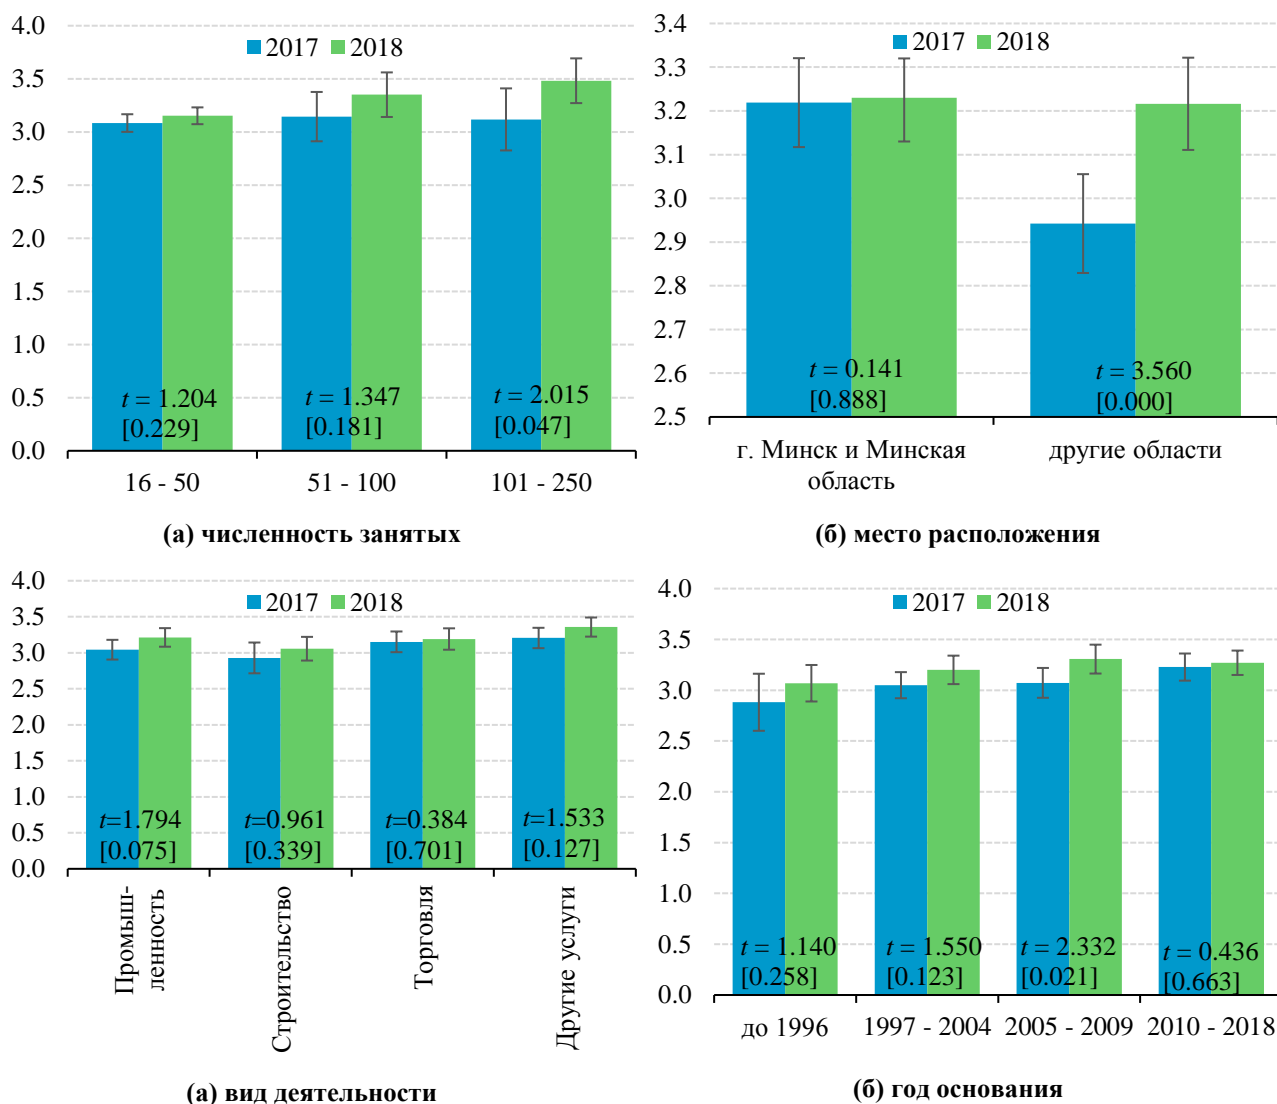 4.0
3.5
3.0
2.5
2.0
1.5
1.0
0.5
0.0
2017 2018
t = 1.204
[0.229]
t = 1.347
[0.181]
t = 2.015
[0.047]
16 - 50
51 - 100
101 - 250
(а) численность занятых
3.4
3.3
3.2
3.1
3.0
2.9
2.8
2.7
2.6
2.5
2017 2018
t = 0.141
[0.888]
t = 3.560
[0.000]
г. Минск и Минская
область
другие области
(б) место расположения
4.0
3.5
3.0
2.5
2.0
1.5
1.0
0.5
0.0
2017 2018
t=1.794
[0.075]
t=0.961
[0.339]
t=0.384
[0.701]
t=1.533
[0.127]
Промыш-
ленность
Строительство
Торговля
Другие услуги
(а) вид деятельности
4.0
3.5
3.0
2.5
2.0
1.5
1.0
0.5
0.0
2017 2018
t = 1.140
[0.258]
t = 1.550
[0.123]
t = 2.332
[0.021]
t = 0.436
[0.663]
до 1996
1997 - 2004
2005 - 2009
2010 - 2018
(б) год основания